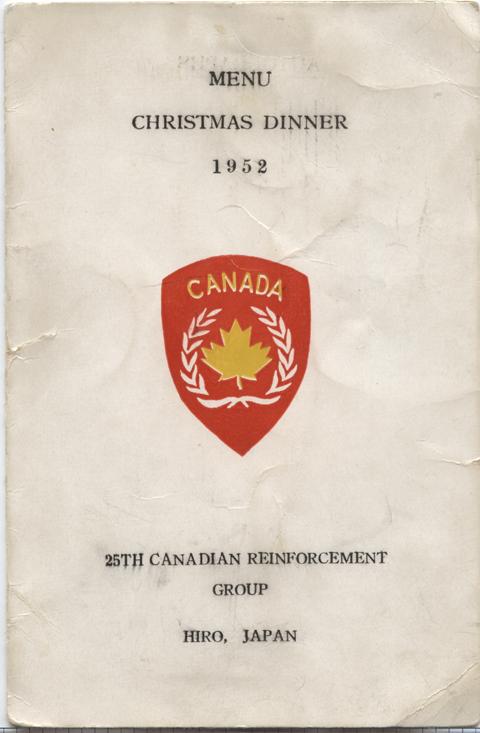 MENU
CHRISTMAS DINNER
1952
CANADA
25TH CANADIAN REINFORCEMENT
GROUP
HIRO, JAPAN